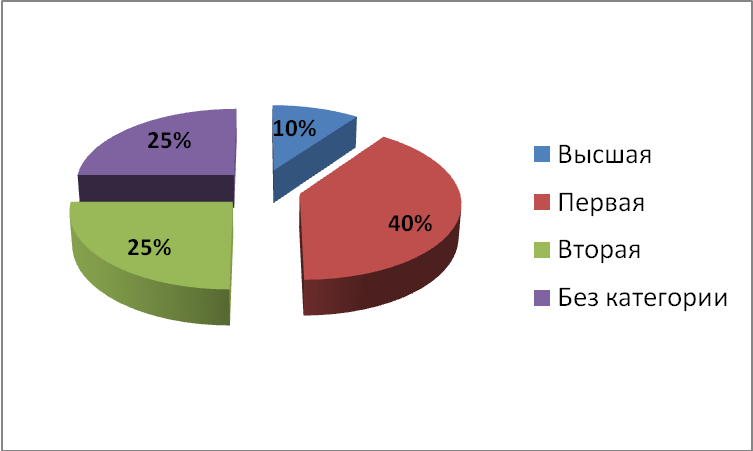 10%
25%
40%
25%
Высшая
Первая
Вторая
Без категории